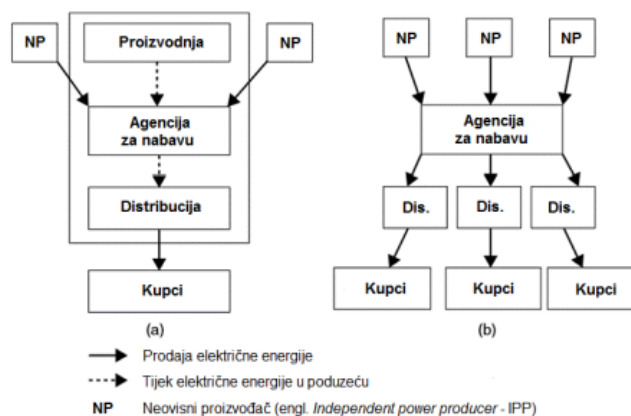 NP
Proizvodnja
NP
Agencija
za nabavu
Distribucija
Kupci
(a)
NP
NP
NP
Agencija
za nabavu
Dis.
Dis.
Dis.
Kupci
Kupci
Kupci
(b)
Prodaja električne energije
Tijek električne energije u poduzeću
NP Neovisni proizvođač (engl. Independent power producer - IPP)